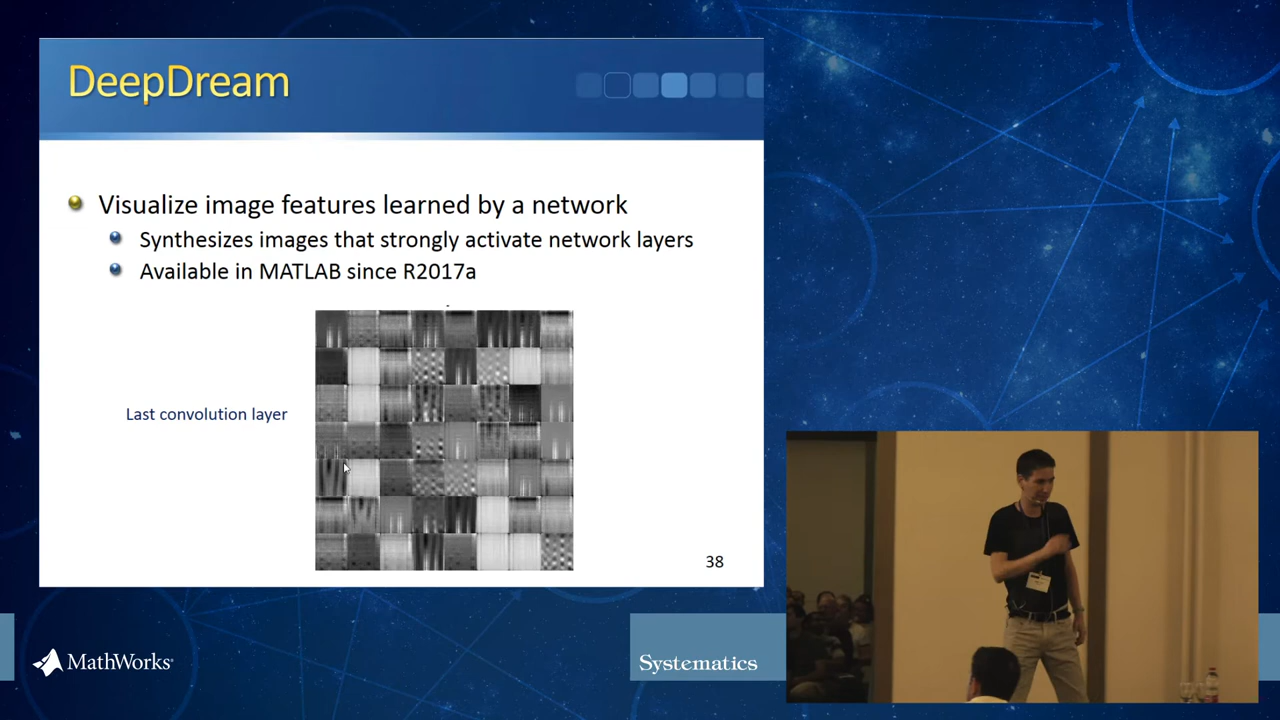 DeepDream
Visualize image features learned by a network
Synthesizes images that strongly activate network layers
Available in MATLAB since R2017a
Last convolution layer
38
MathWorks
Systematics